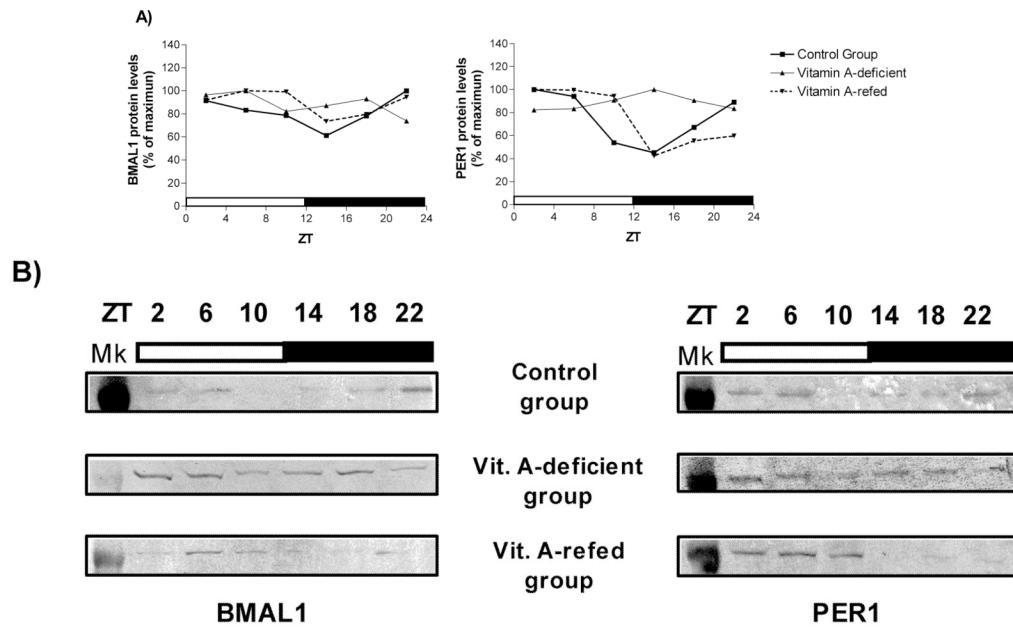 A)
BMAL1 protein levels
(% of maximun)
140
120
100
80
60
40
20
0
0 4 8 12 16 20 24
ZT
PER1 protein levels
(% of maximun)
140
120
100
80
60
40
20
0
0 4 8 12 16 20 24
ZT
Control Group
Vitamin A-deficient
Vitamin A-refed
B)
ZT 2 6 10 14 18 22
Mk
ZT 2 6 10 14 18 22
Mk
Control
group
Vit. A-deficient
group
Vit. A-refed
group
BMAL1
PER1